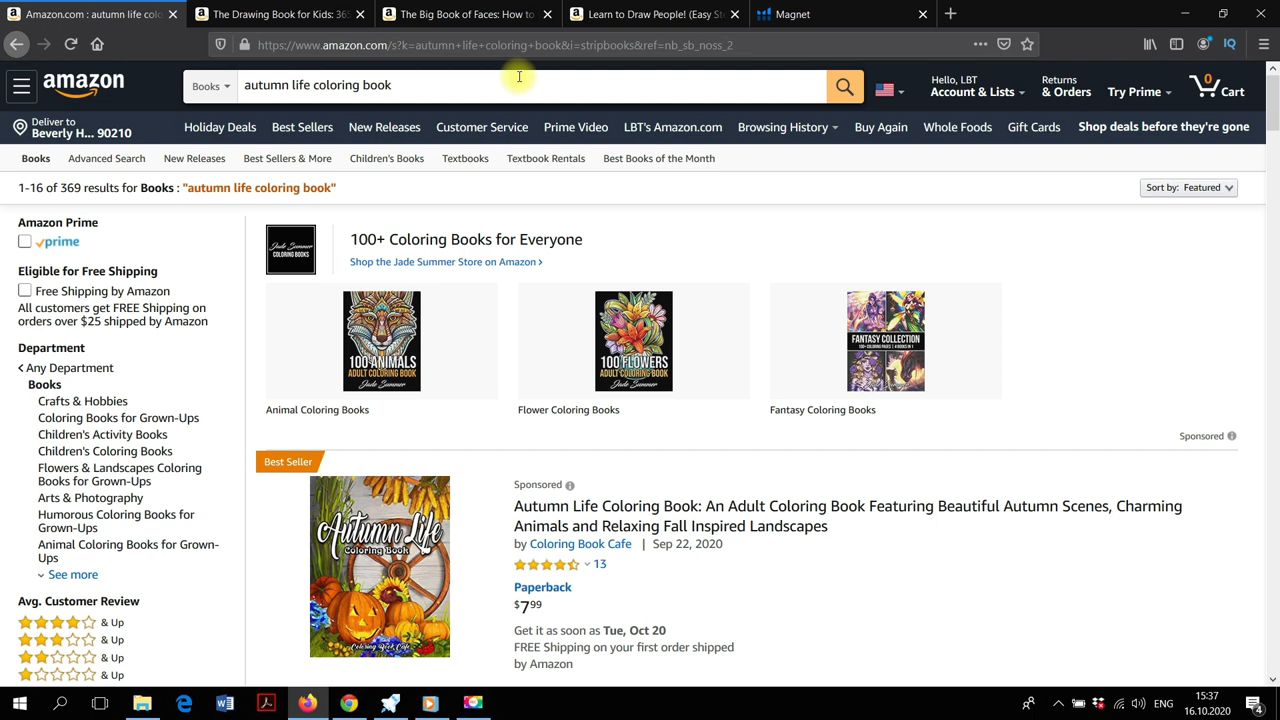 Amazon.com : autumn life colo
The Drawing Book for Kids: 36
The Big Book of Faces: How to
Learn to Draw People! (Easy St
Magnet
https://www.amazon.com/s?k=autumn+life+coloring+book&i=stripbooks&ref=nb_sb_noss_2
IQ
amazon
Books
autumn life coloring book
Hello, LBT
Account & Lists
Returns
& Orders
Try Prime
0
Cart
Deliver to
Beverly H... 90210
Holiday Deals
Best Sellers
New Releases
Customer Service
Prime Video
LBT's Amazon.com
Browsing History
Buy Again
Whole Foods
Gift Cards
Shop deals before they're gone
Books
Advanced Search
New Releases
Best Sellers & More
Children's Books
Textbooks
Textbook Rentals
Best Books of the Month
1-16 of 369 results for Books : "autumn life coloring book"
Sort by: Featured
Amazon Prime
prime
Eligible for Free Shipping
Free Shipping by Amazon
All customers get FREE Shipping on
orders over $25 shipped by Amazon
Department
Any Department
Books
Crafts & Hobbies
Coloring Books for Grown-Ups
Children's Activity Books
Children's Coloring Books
Flowers & Landscapes Coloring
Books for Grown-Ups
Arts & Photography
Humorous Coloring Books for
Grown-Ups
Animal Coloring Books for Grown-
Ups
See more
Avg. Customer Review
& Up
& Up
& Up
& Up
Jade Summer
COLORING BOOKS
100+ Coloring Books for Everyone
Shop the Jade Summer Store on Amazon ›
100 ANIMALS
ADULT COLORING BOOK
Jade Summer
100 FLOWERS
ADULT COLORING BOOK
Jade Summer
FANTASY COLLECTION
Animal Coloring Books
Flower Coloring Books
Fantasy Coloring Books
Sponsored
Best Seller
Autumn Life
Coloring Book
Coloring Book Cafe
Sponsored
Autumn Life Coloring Book: An Adult Coloring Book Featuring Beautiful Autumn Scenes, Charming
Animals and Relaxing Fall Inspired Landscapes
by Coloring Book Cafe | Sep 22, 2020
13
Paperback
$7.99
Get it as soon as Tue, Oct 20
FREE Shipping on your first order shipped
by Amazon
ENG
15:37
16.10.2020
4